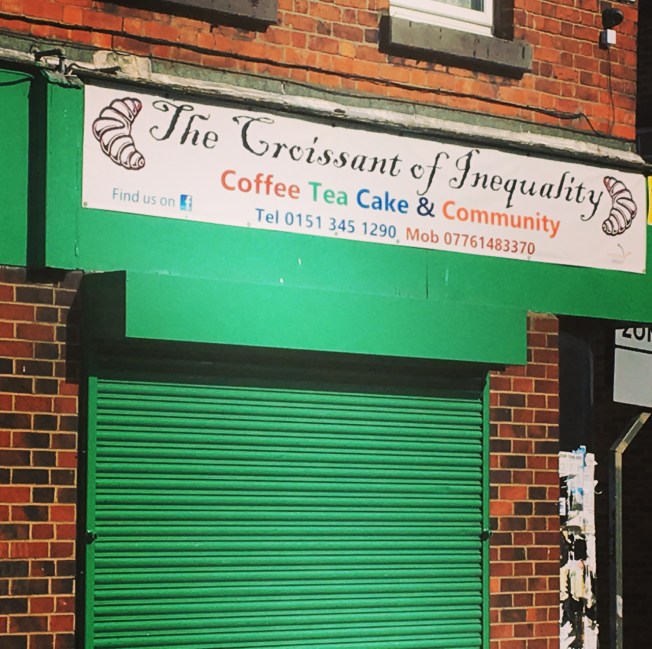 The Croissant of Inequality
Coffee Tea Cake & Community
Find us on f
Tel 0151 345 1290, Mob 07761483370